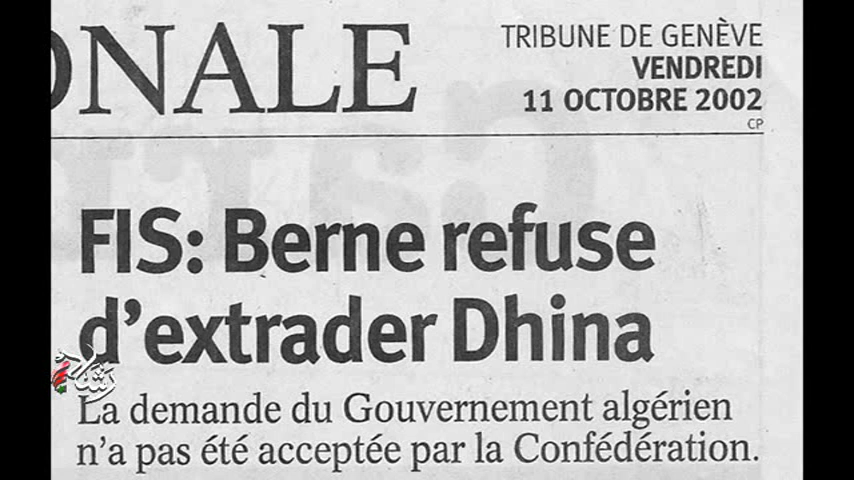 ONALE
TRIBUNE DE GENÈVE
VENDREDI
11 OCTOBRE 2002
CP
FIS: Berne refuse
d'extrader Dhina
La demande du Gouvernement algérien
n'a pas été acceptée par la Confédération.
رشاد